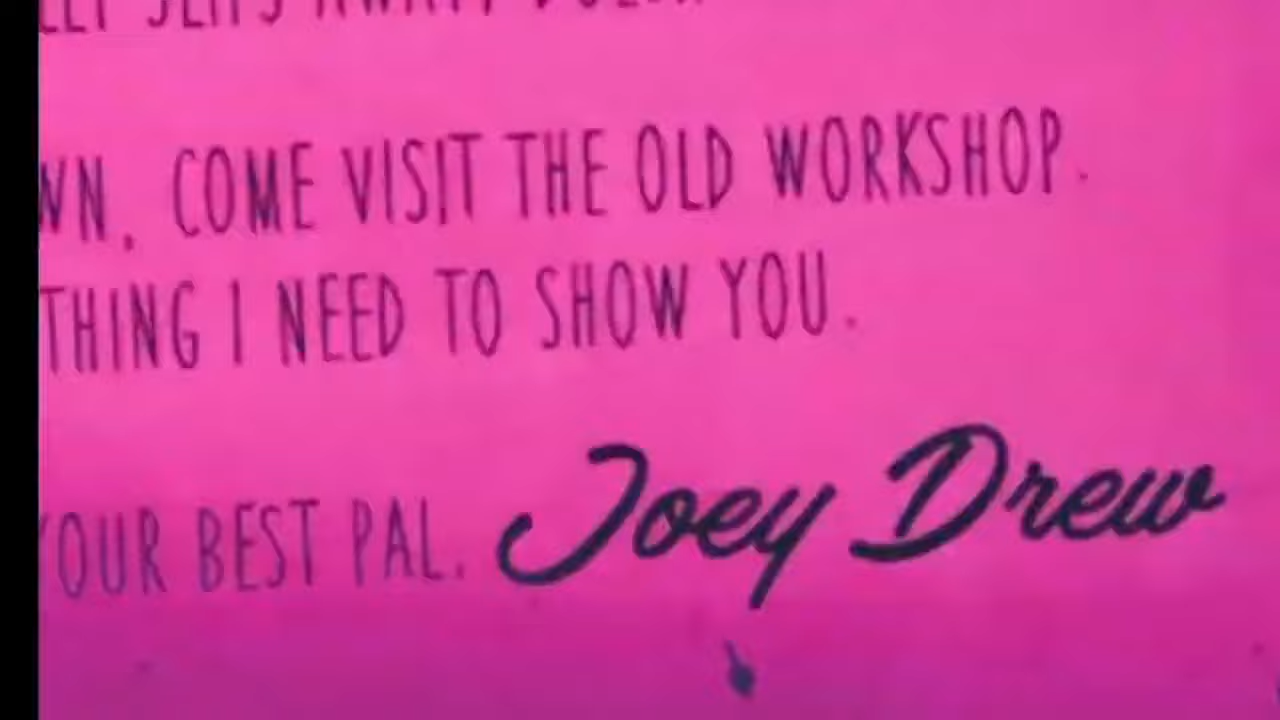 WN, COME VISIT THE OLD WORKSHOP.
THING I NEED TO SHOW YOU.
YOUR BEST PAL. Joey Drew